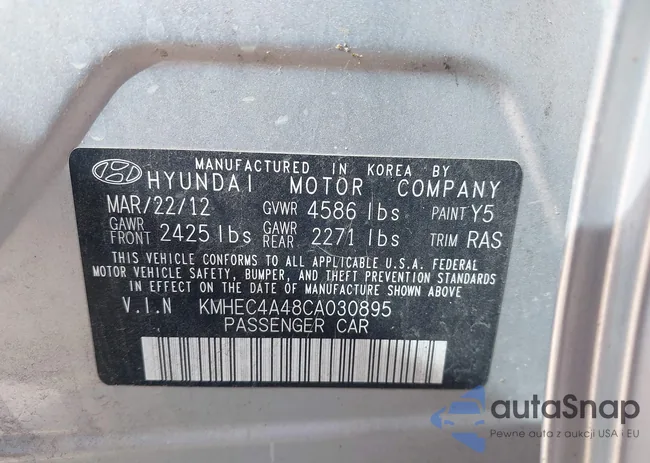 MANUFACTURED IN KOREA BY
HYUNDAI MOTOR COMPANY
MAR/22/12 GVWR 4586 lbs PAINT Y5
GAWR FRONT 2425 lbs GAWR REAR 2271 lbs TRIM RAS
THIS VEHICLE CONFORMS TO ALL APPLICABLE U.S.A. FEDERAL
MOTOR VEHICLE SAFETY, BUMPER, AND THEFT PREVENTION STANDARDS
IN EFFECT ON THE DATE OF MANUFACTURE SHOWN ABOVE
V.I.N KMHEC4A48CA030895
PASSENGER CAR
autaSnap
Pewne auto z aukcji USA i EU